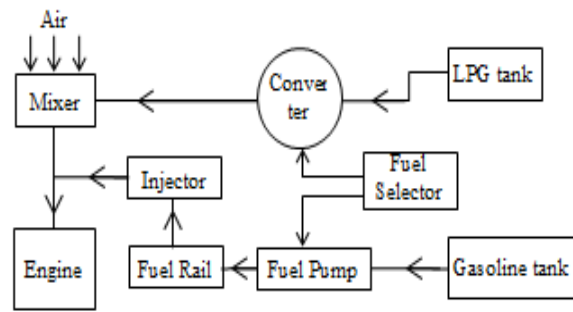 Air
Mixer
Conver
ter
LPG tank
Fuel
Selector
Injector
Engine
Fuel Rail
Fuel Pump
Gasoline tank